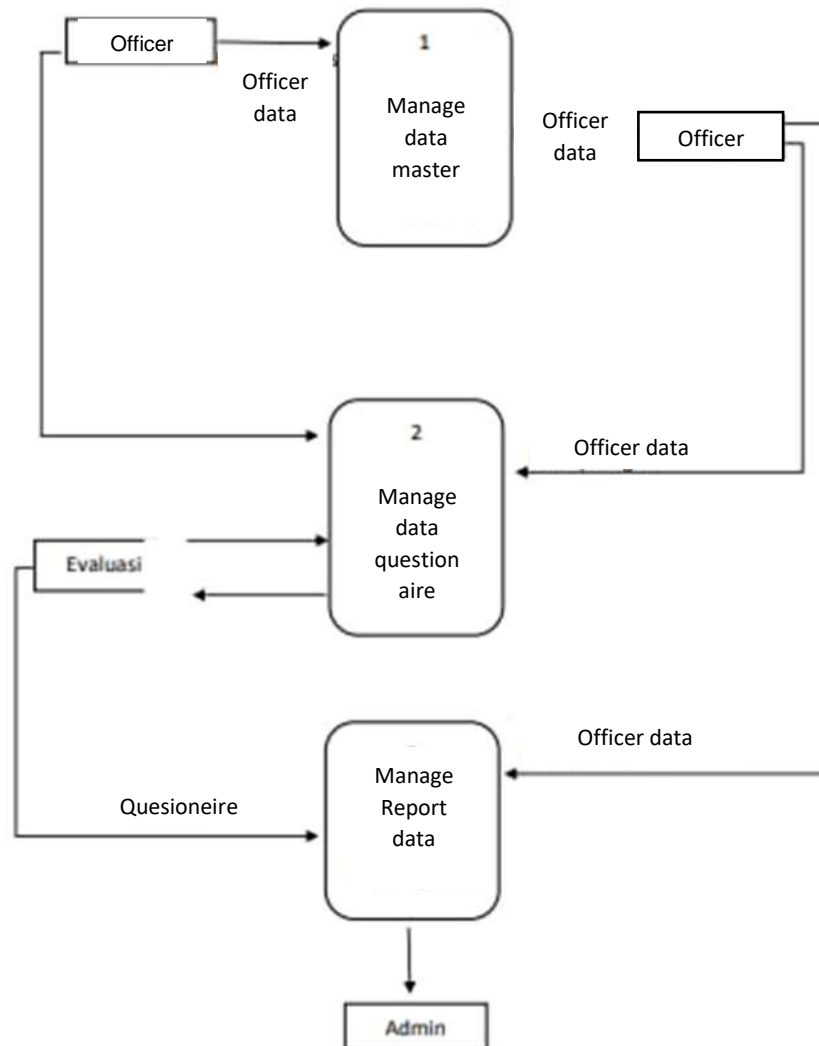 Officer
Officer
data
1
Manage
data
master
Officer
data
Officer
2
Manage
data
question
aire
Officer data
Evaluasi
Manage
Report
data
Officer data
Quesioneire
Admin